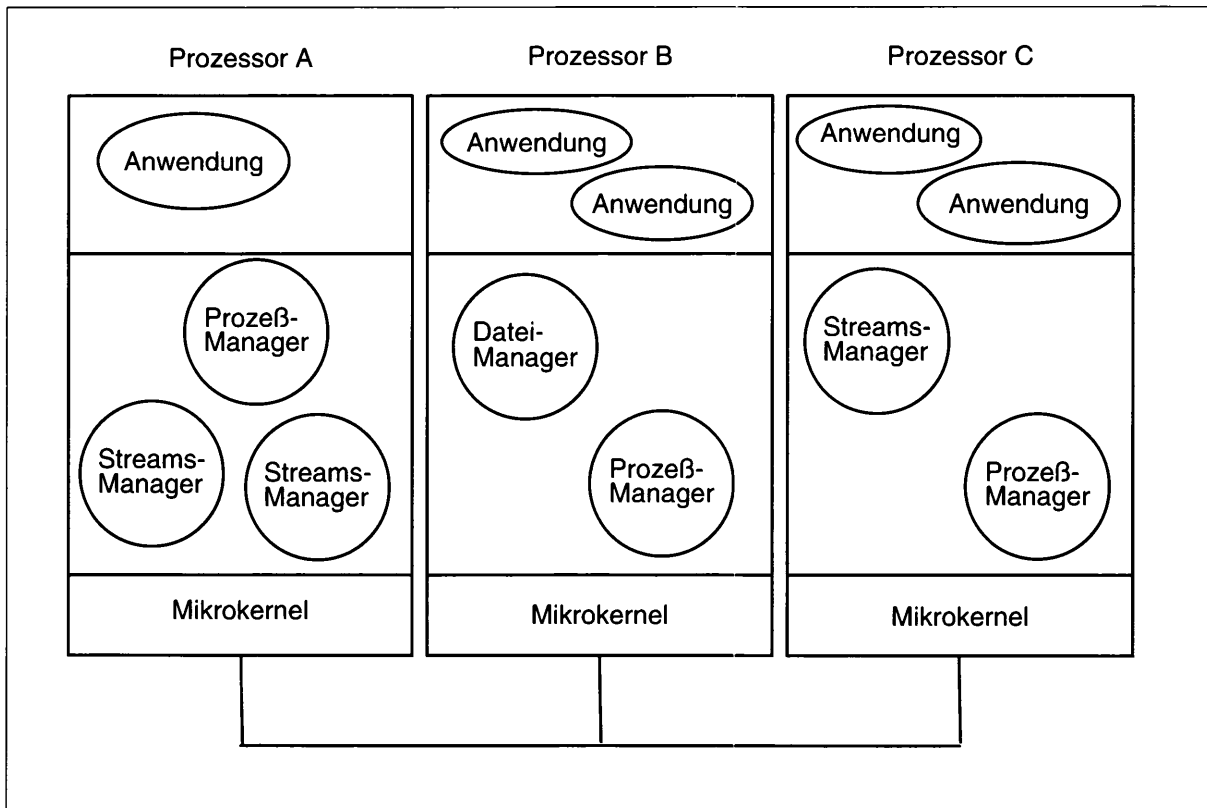 Prozessor A
Prozessor B
Prozessor C
Anwendung
Anwendung
Anwendung
Anwendung
Anwendung
Prozeß-
Manager
Streams-
Manager
Streams-
Manager
Datei-
Manager
Prozeß-
Manager
Streams-
Manager
Prozeß-
Manager
Mikrokernel
Mikrokernel
Mikrokernel